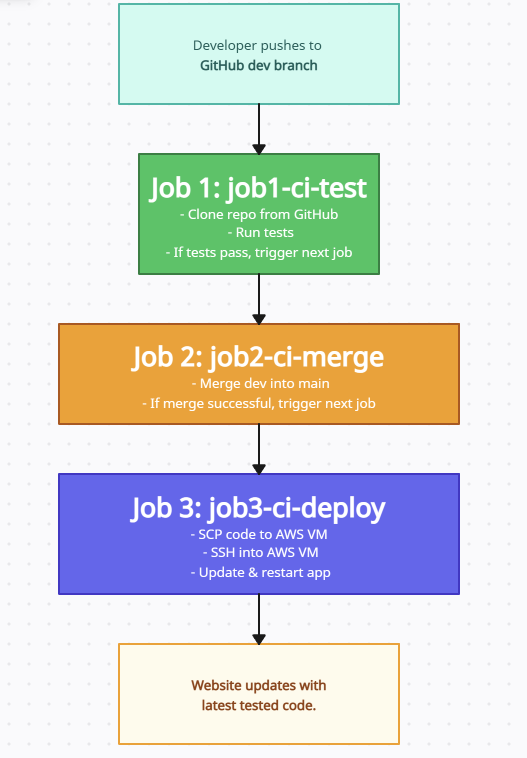 Developer pushes to
GitHub dev branch
Job 1: job1-ci-test
- Clone repo from GitHub
- Run tests
- If tests pass, trigger next job
Job 2: job2-ci-merge
- Merge dev into main
- If merge successful, trigger next job
Job 3: job3-ci-deploy
- SCP code to AWS VM
- SSH into AWS VM
- Update & restart app
Website updates with
latest tested code.